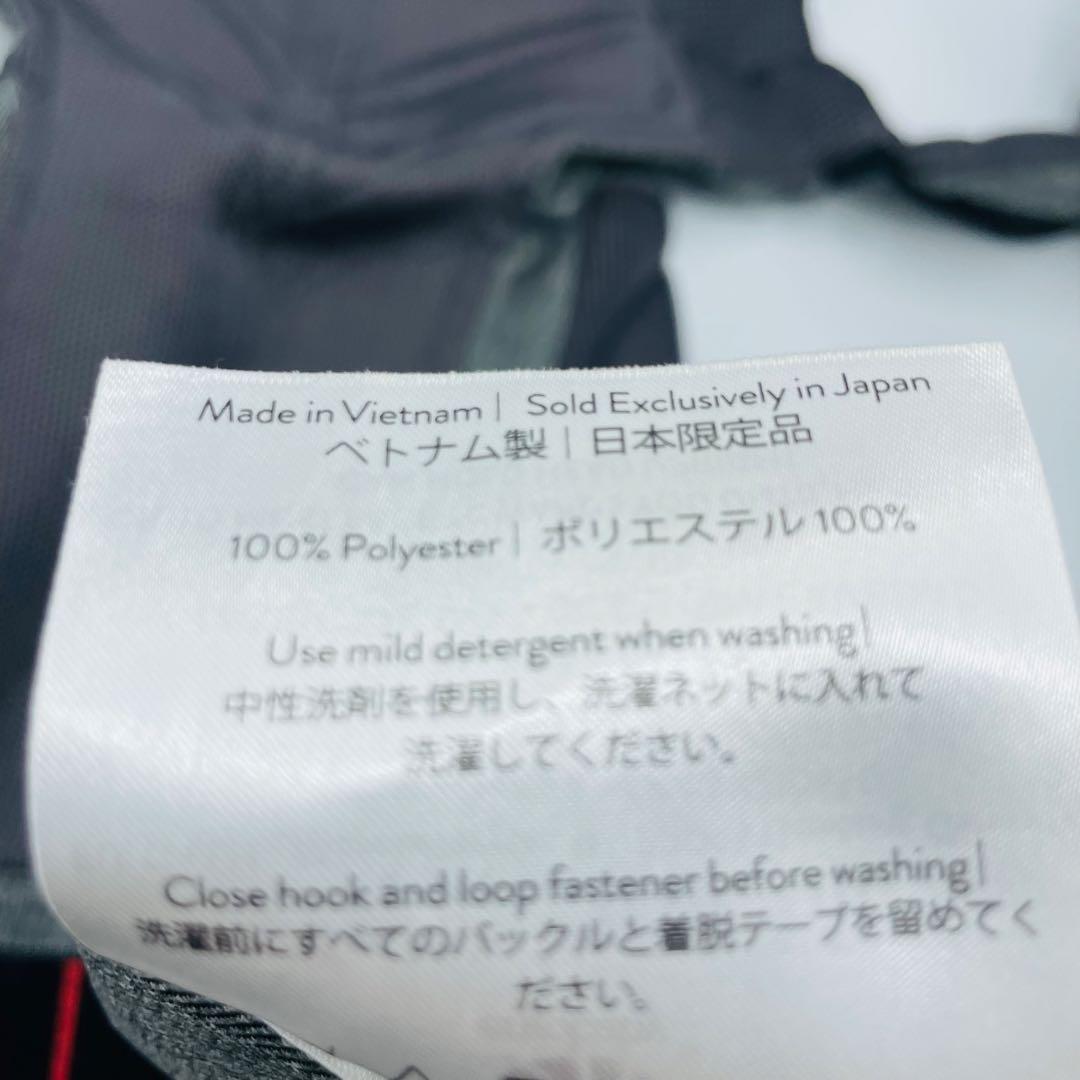 Made in Vietnam | Sold Exclusively in Japan
ベトナム製 | 日本限定品
100% Polyester | ポリエステル 100%
Use mild detergent when washing |
中性洗剤を使用し、洗濯ネットに入れて
洗濯してください。
Close hook and loop fastener before washing |
洗濯前にすべてのバックルと着脱テープを留めてく
ださい。